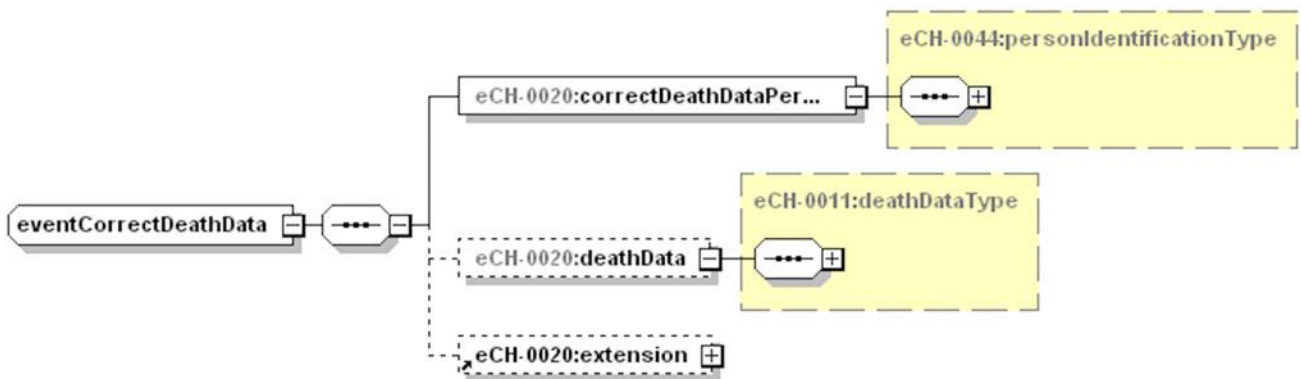 eCH-0044:personIdentificationType
eCH-0020:correctDeathDataPer...
eventCorrectDeathData
eCH-0011:deathDataType
eCH-0020:deathData
eCH-0020:extension